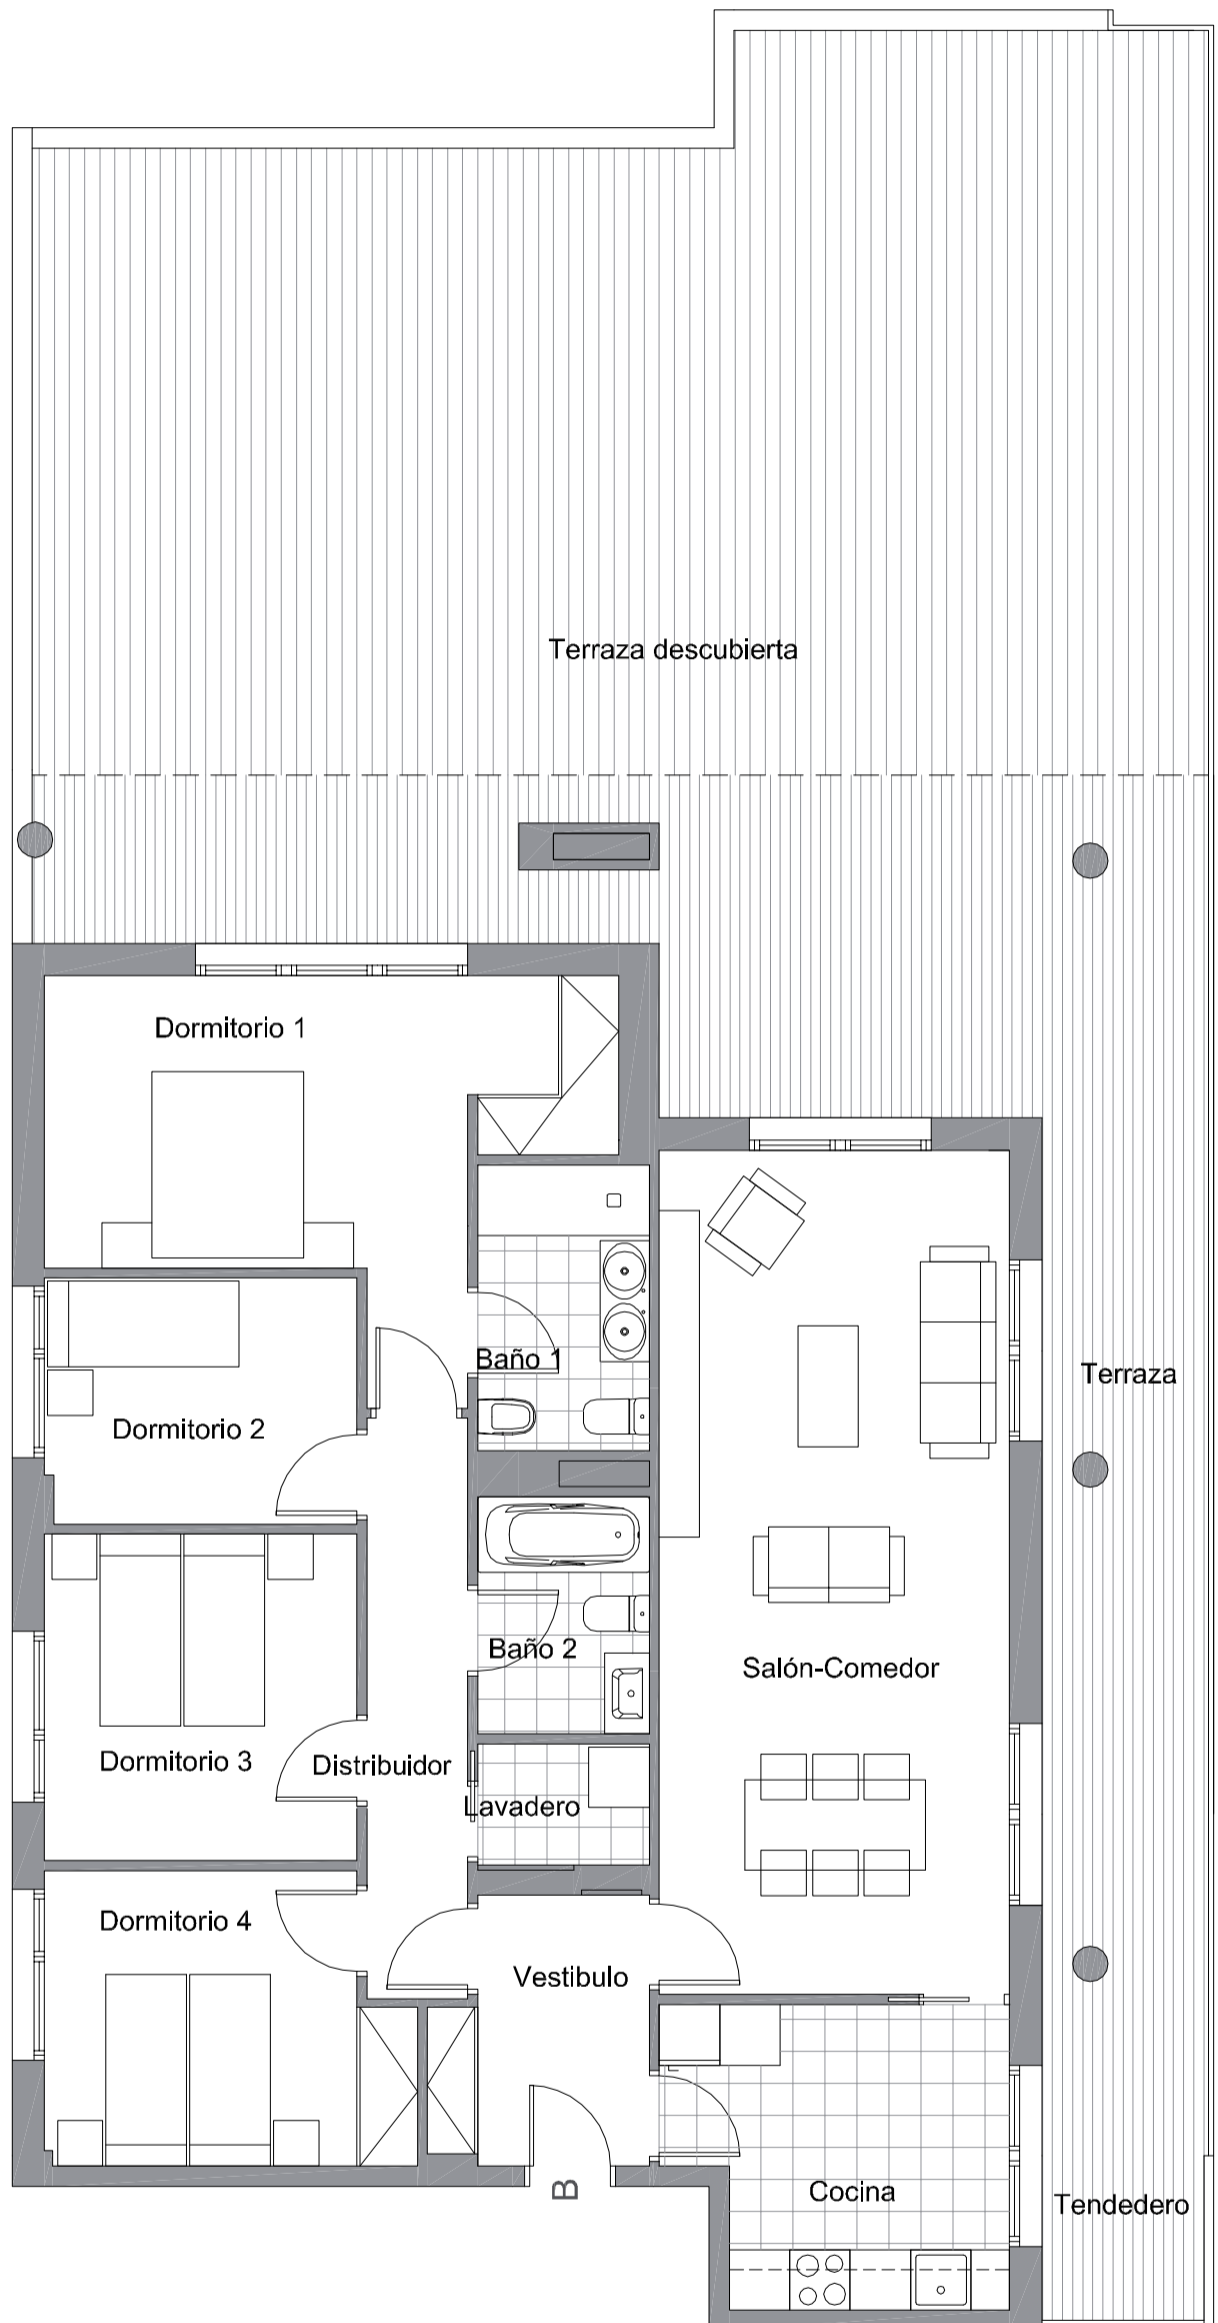 Terraza descubierta
Dormitorio 1
Baño 1
Terraza
Dormitorio 2
Baño 2
Salón-Comedor
Dormitorio 3
Distribuidor
Lavadero
Dormitorio 4
Vestibulo
Cocina
B
Tendedero